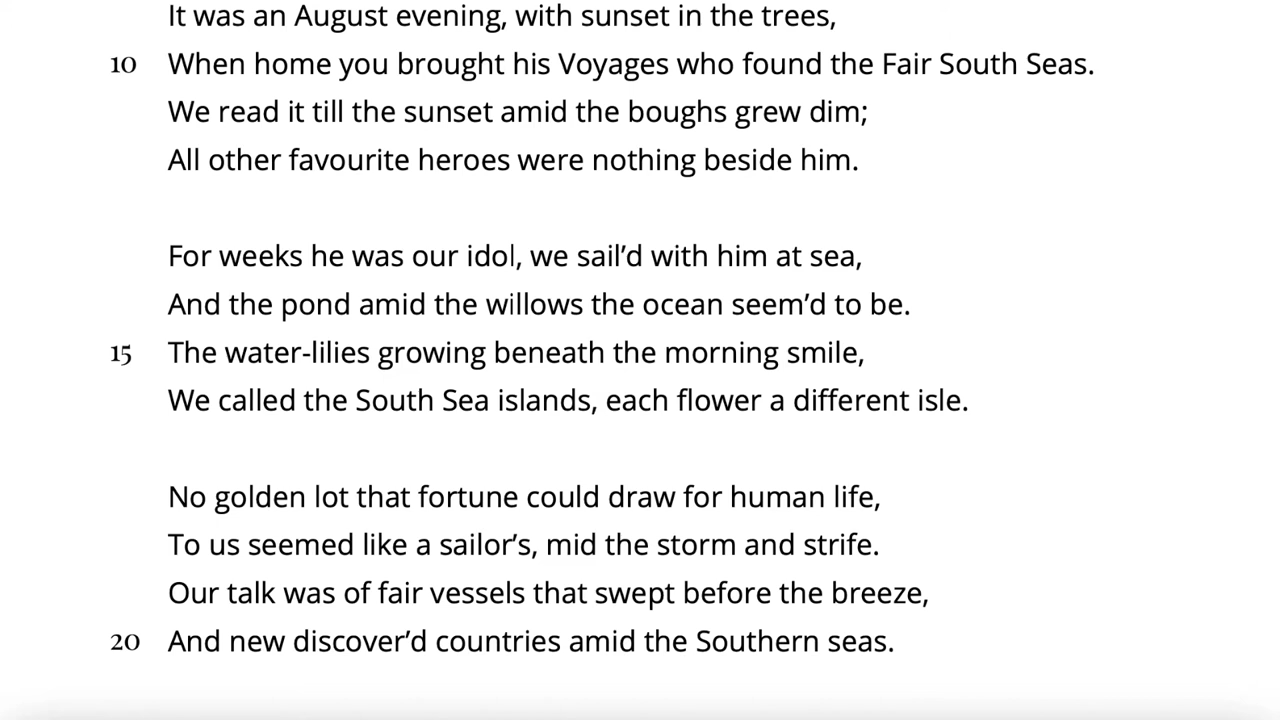 It was an August evening, with sunset in the trees,
10 When home you brought his Voyages who found the Fair South Seas.
We read it till the sunset amid the boughs grew dim;
All other favourite heroes were nothing beside him.
For weeks he was our idol, we sail’d with him at sea,
And the pond amid the willows the ocean seem’d to be.
15 The water-lilies growing beneath the morning smile,
We called the South Sea islands, each flower a different isle.
No golden lot that fortune could draw for human life,
To us seemed like a sailor’s, mid the storm and strife.
Our talk was of fair vessels that swept before the breeze,
20 And new discover’d countries amid the Southern seas.